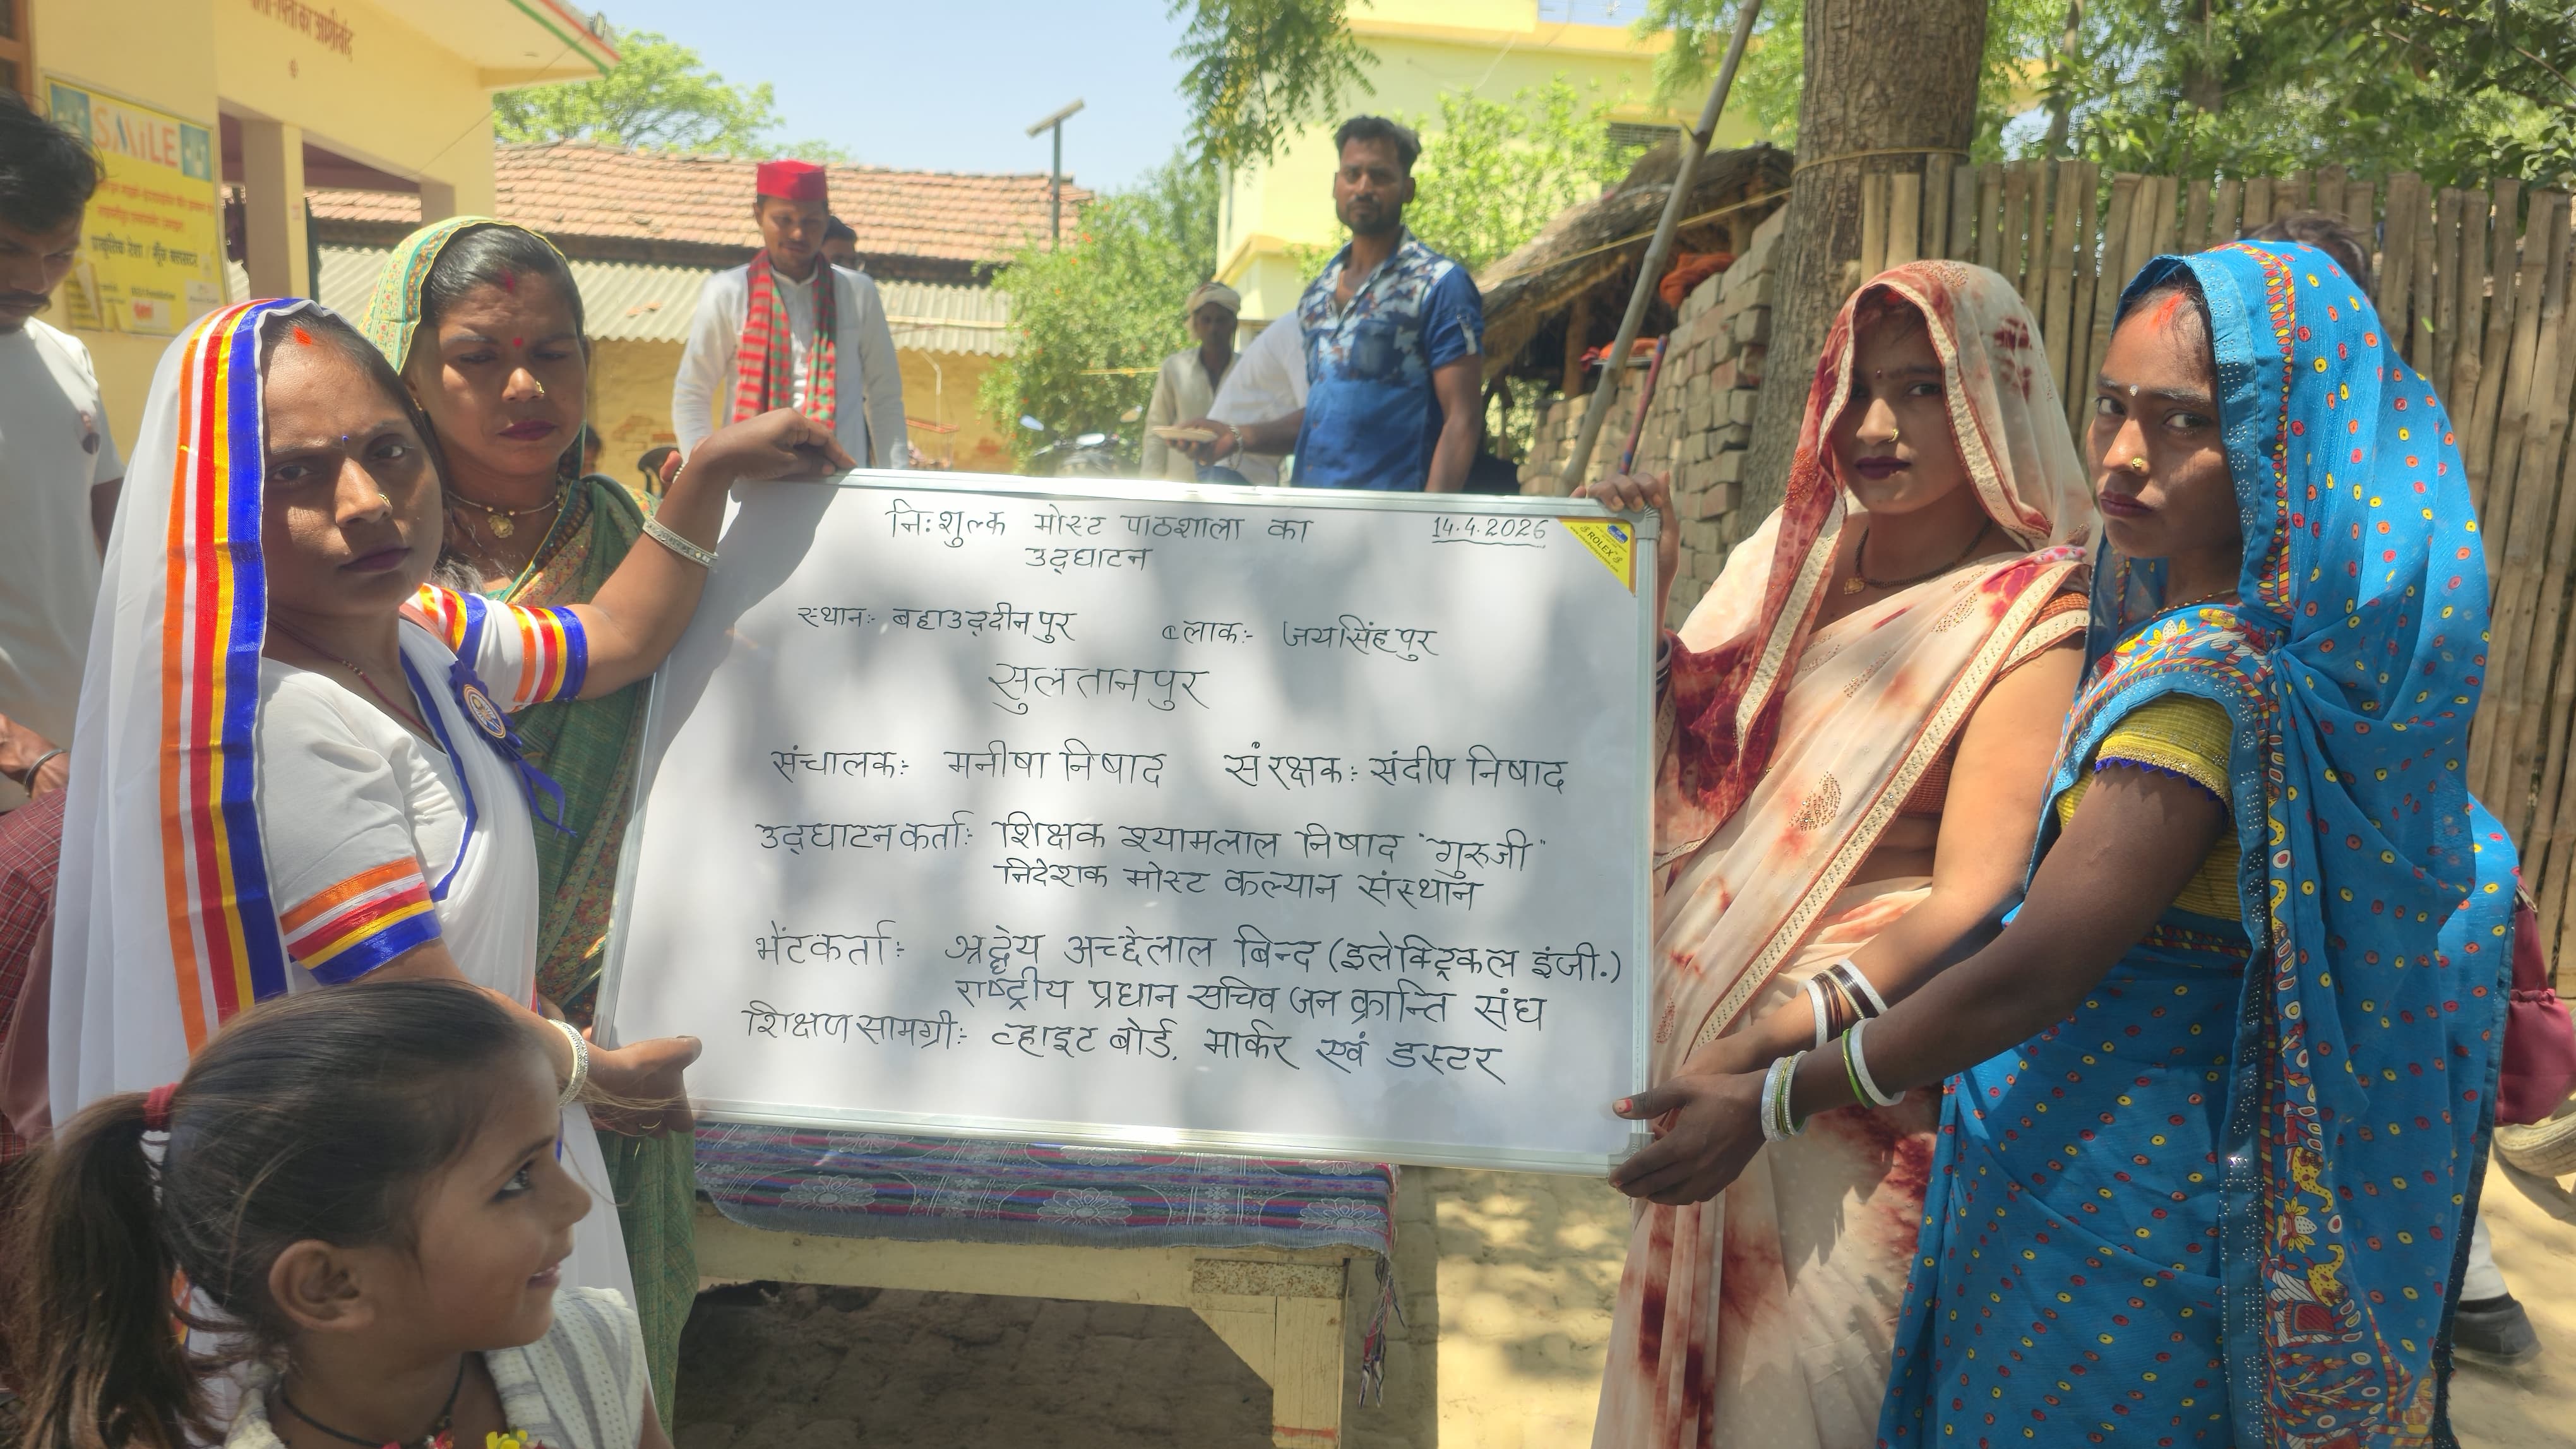 SMiLE
निःशुल्क मोस्ट पाठशाला का
उद्घाटन
14.4.2026
ROLEX
स्थानः- बहाउद्दीनपुर ब्लाकः- जयसिंहपुर
सुलतानपुर
संचालकः- मनीषा निषाद संरक्षकः- संदीप निषाद
उद्घाटनकर्ताः- शिक्षक श्यामलाल निषाद "गुरुजी"
निदेशक मोस्ट कल्यान संस्थान
भेंटकर्ताः- श्रद्धेय अच्छेलाल बिन्द (इलेक्ट्रिकल इंजी.)
राष्ट्रीय प्रधान सचिव जन क्रान्ति संघ
शिक्षण सामग्रीः- व्हाइट बोर्ड, मार्कर एवं डस्टर